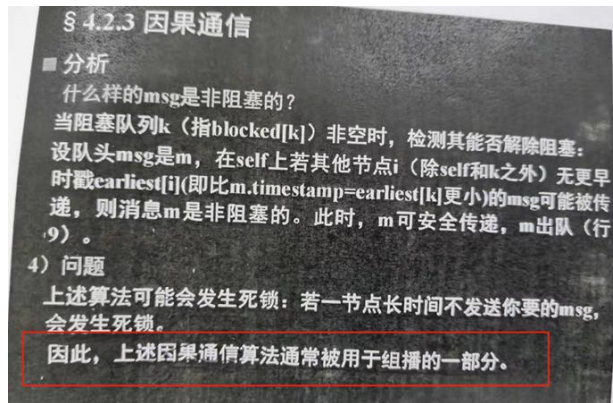 § 4.2.3 因果通信
■ 分析
什么样的msg是非阻塞的？
当阻塞队列k（指blocked[k]）非空时，检测其能否解除阻塞：
设队头msg是m，在self上若其他节点i（除self和k之外）无更早
时戳earliest[i](即比m.timestamp=earliest[k]更小)的msg可能被传
递，则消息m是非阻塞的。此时，m可安全传递，m出队（行
9）。
4）问题
上述算法可能会发生死锁：若一节点长时间不发送你要的msg,
会发生死锁。
因此，上述因果通信算法通常被用于组播的一部分。